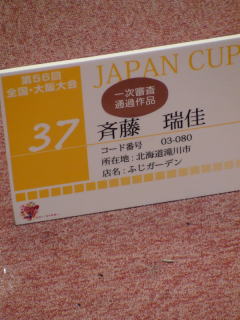 第56回
全国・大阪大会
JAPAN CUP
一次審査
通過作品
37
斉藤 瑞佳
コード番号 03-080
所在地：北海道滝川市
店名：ふじガーデン